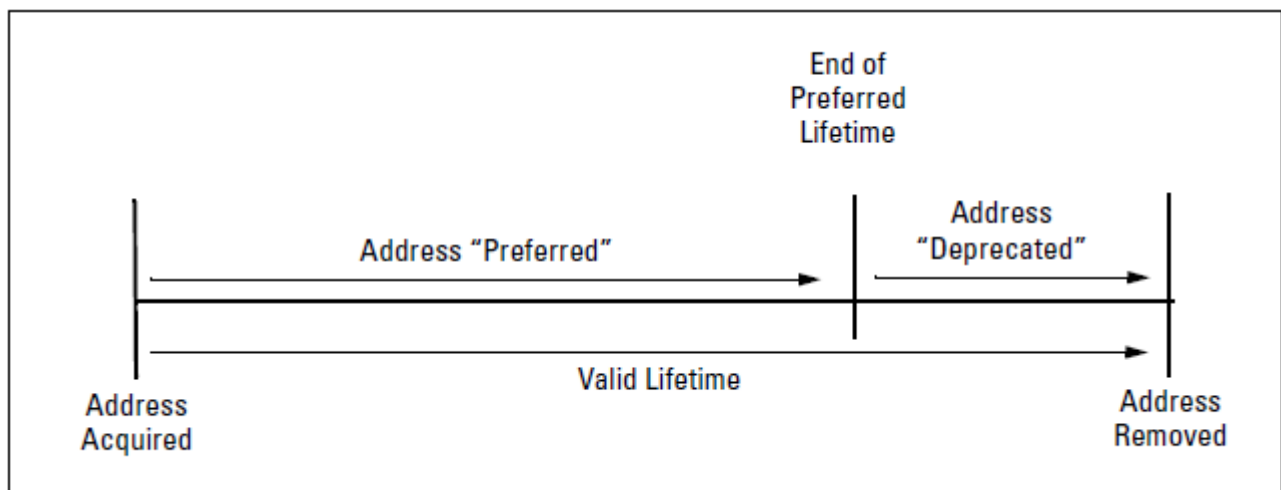 End of
Preferred
Lifetime
Address “Preferred”
Address
“Deprecated”
Valid Lifetime
Address
Acquired
Address
Removed